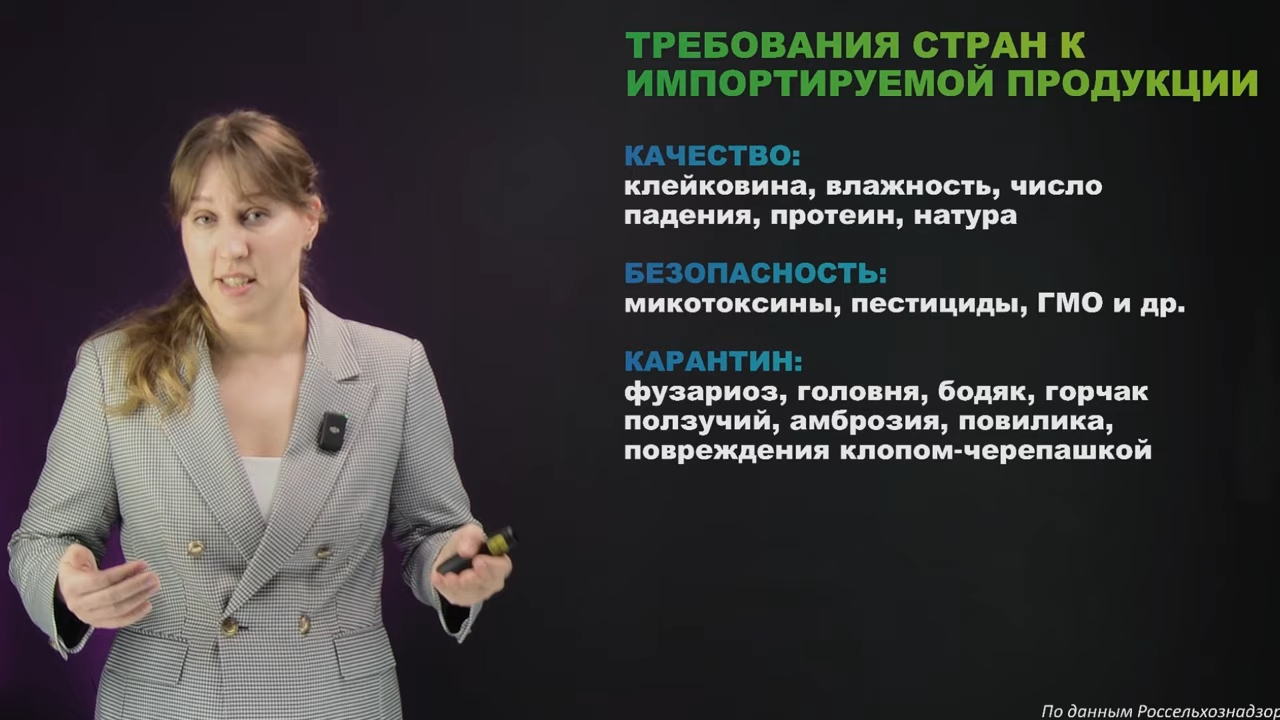 ТРЕБОВАНИЯ СТРАН К
ИМПОРТИРУЕМОЙ ПРОДУКЦИИ
КАЧЕСТВО:
клейковина, влажность, число
падения, протеин, натура
БЕЗОПАСНОСТЬ:
микотоксины, пестициды, ГМО и др.
КАРАНТИН:
фузариоз, головня, бодяк, горчак
ползучий, амброзия, повилика,
повреждения клопом-черепашкой
По данным Россельхознадзор